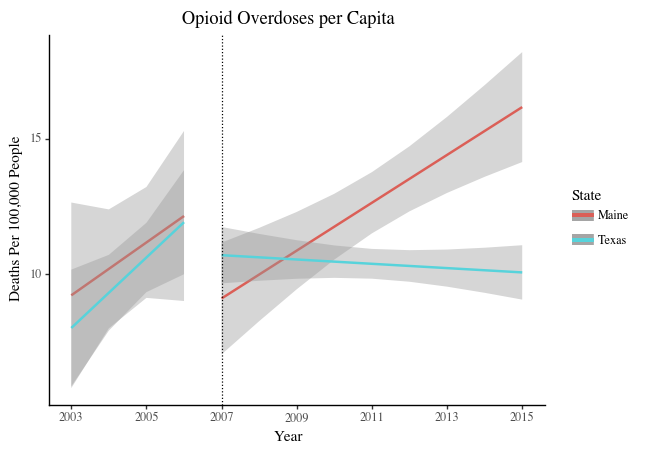 Opioid Overdoses per Capita
Deaths Per 100,000 People
15
10
2003 2005 2007 2009 2011 2013 2015
Year
State
Maine
Texas